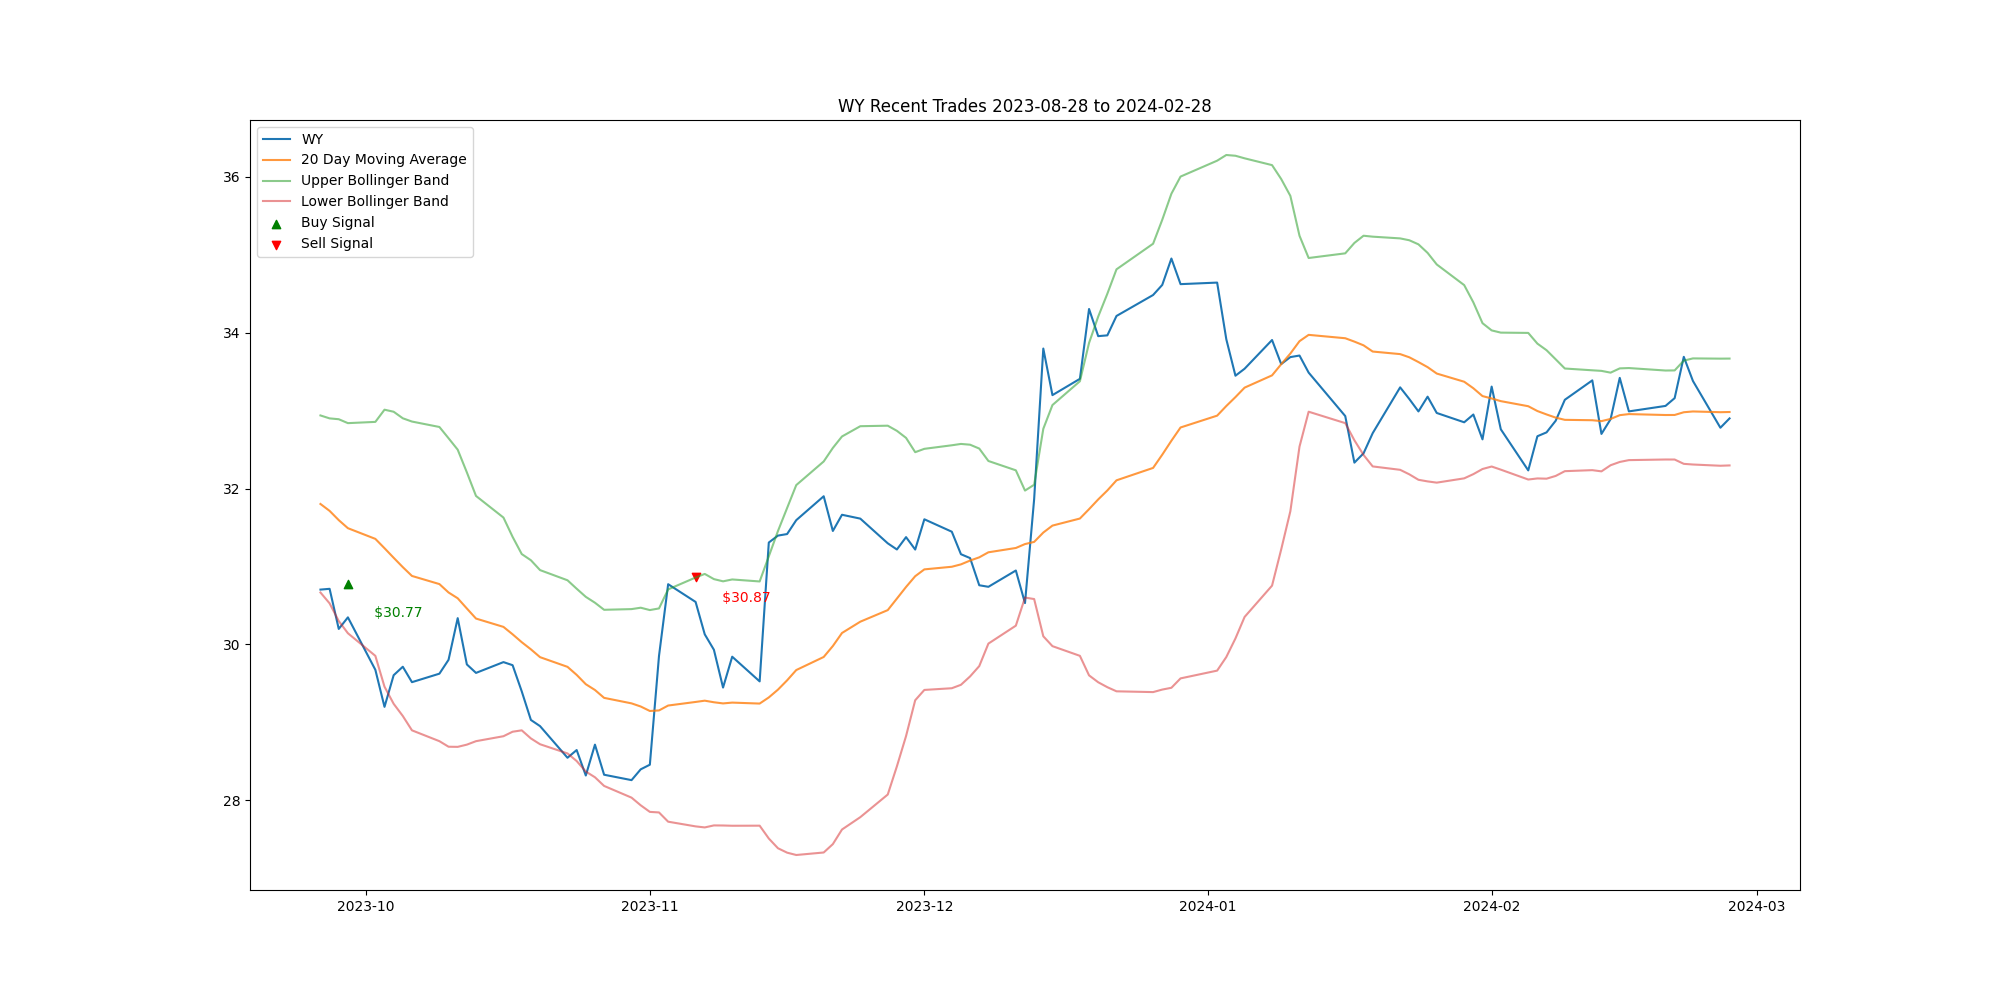 WY Recent Trades 2023-08-28 to 2024-02-28
WY
20 Day Moving Average
Upper Bollinger Band
Lower Bollinger Band
Buy Signal
Sell Signal
36
34
32
30
28
$30.77
$30.87
2023-10
2023-11
2023-12
2024-01
2024-02
2024-03